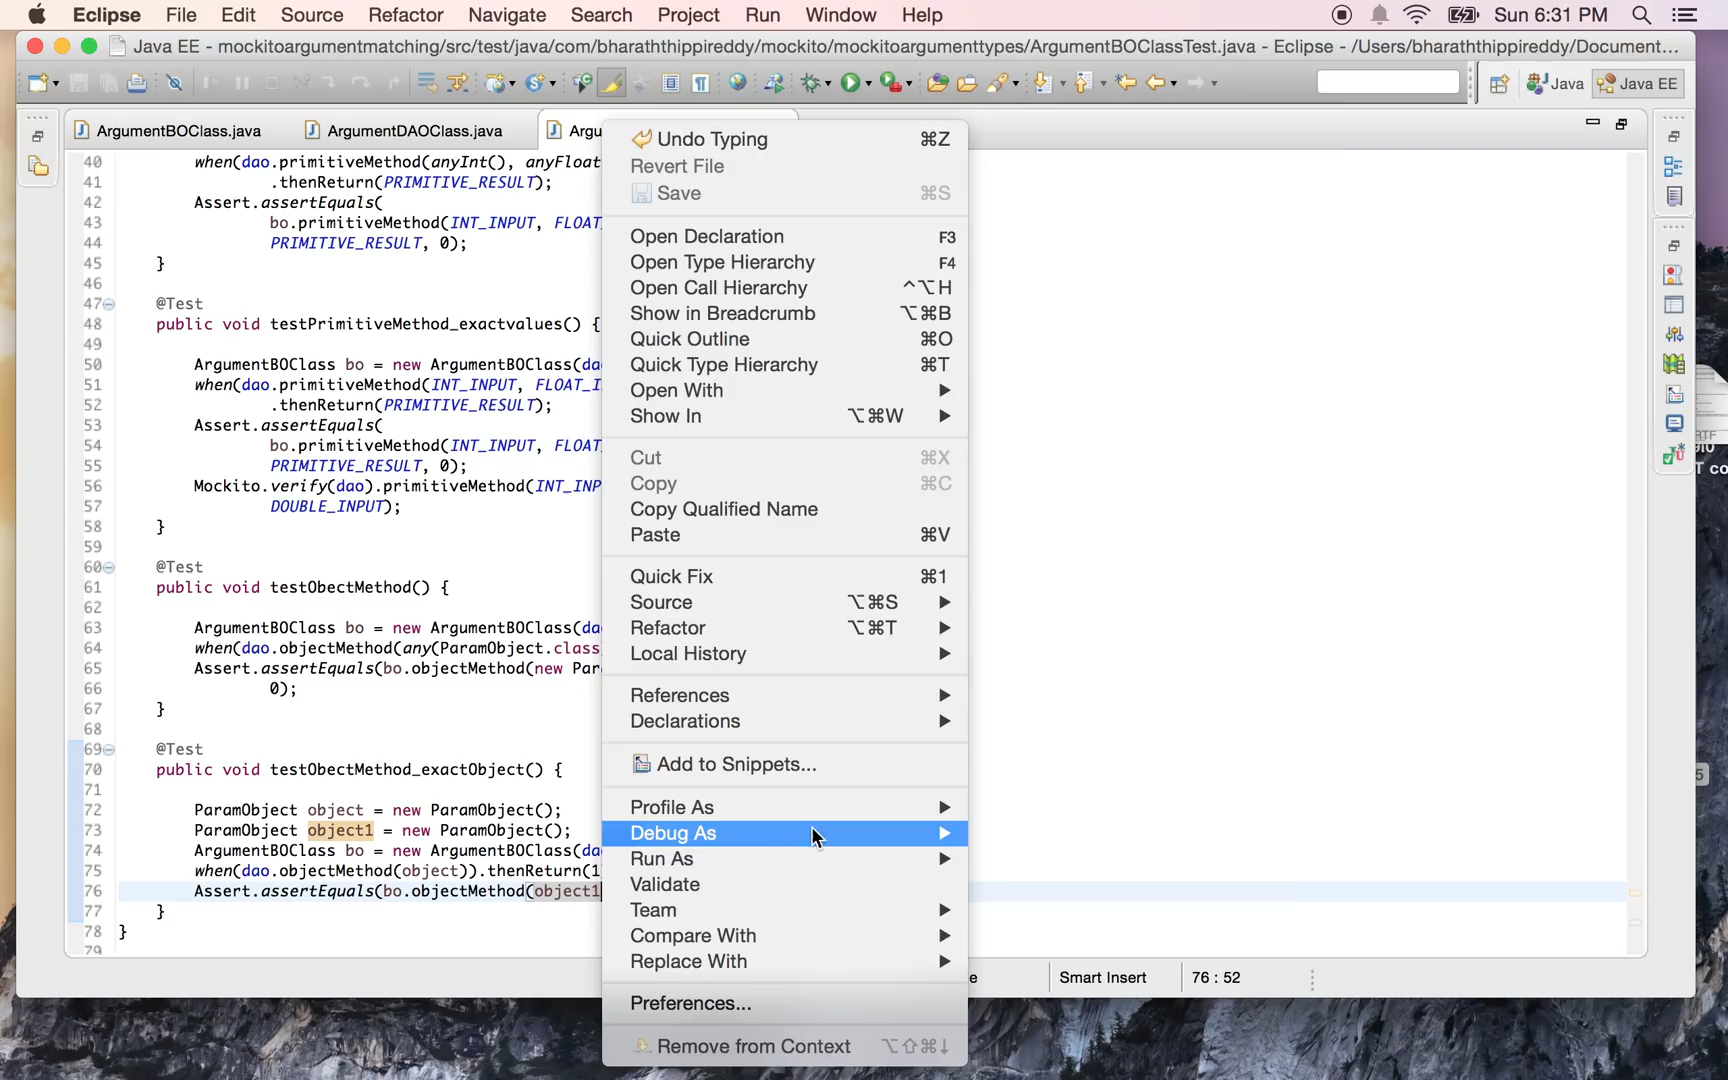 Eclipse File Edit Source Refactor Navigate Search Project Run Window Help Sun 6:31 PM
Java EE - mockitoargumentmatching/src/test/java/com/bharaththippireddy/mockito/mockitoargumenttypes/ArgumentBOClassTest.java - Eclipse - /Users/bharaththippireddy/Document...
Java Java EE
ArgumentBOClass.java ArgumentDAOClass.java Argu
40 when(dao.primitiveMethod(anyInt(), anyFloat
41 .thenReturn(PRIMITIVE_RESULT);
42 Assert.assertEquals(
43 bo.primitiveMethod(INT_INPUT, FLOAT
44 PRIMITIVE_RESULT, 0);
45 }
46
47 @Test
48 public void testPrimitiveMethod_exactvalues() {
49
50 ArgumentBOClass bo = new ArgumentBOClass(da
51 when(dao.primitiveMethod(INT_INPUT, FLOAT_I
52 .thenReturn(PRIMITIVE_RESULT);
53 Assert.assertEquals(
54 bo.primitiveMethod(INT_INPUT, FLOAT
55 PRIMITIVE_RESULT, 0);
56 Mockito.verify(dao).primitiveMethod(INT_INP
57 DOUBLE_INPUT);
58 }
59
60 @Test
61 public void testObectMethod() {
62
63 ArgumentBOClass bo = new ArgumentBOClass(da
64 when(dao.objectMethod(any(ParamObject.class
65 Assert.assertEquals(bo.objectMethod(new Par
66 0);
67 }
68
69 @Test
70 public void testObectMethod_exactObject() {
71
72 ParamObject object = new ParamObject();
73 ParamObject object1 = new ParamObject();
74 ArgumentBOClass bo = new ArgumentBOClass(da
75 when(dao.objectMethod(object)).thenReturn(1
76 Assert.assertEquals(bo.objectMethod(object1
77 }
78 }
79
Undo Typing ⌘Z
Revert File
Save ⌘S
Open Declaration F3
Open Type Hierarchy F4
Open Call Hierarchy ^⌥H
Show in Breadcrumb ⌥⌘B
Quick Outline ⌘O
Quick Type Hierarchy ⌘T
Open With
Show In ⌥⌘W
Cut ⌘X
Copy ⌘C
Copy Qualified Name
Paste ⌘V
Quick Fix ⌘1
Source ⌥⌘S
Refactor ⌥⌘T
Local History
References
Declarations
Add to Snippets...
Profile As
Debug As
Run As
Validate
Team
Compare With
Replace With
Preferences...
Remove from Context ⌥⇧⌘↓
e Smart Insert 76 : 52
RTF
T co
5